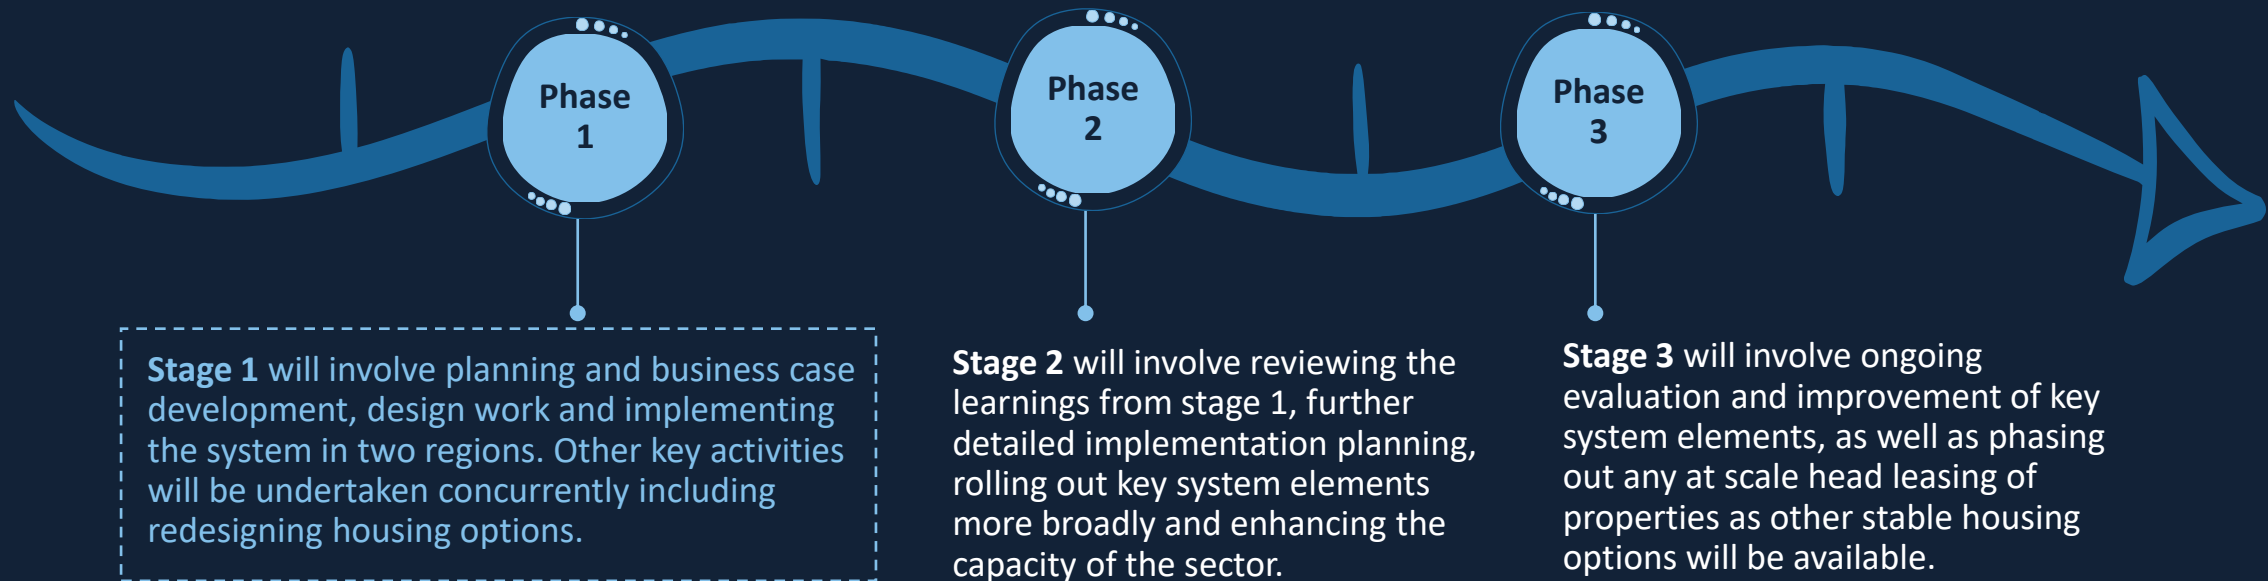 Phase
1
Phase
2
Phase
3
Stage 1 will involve planning and business case
development, design work and implementing
the system in two regions. Other key activities
will be undertaken concurrently including
redesigning housing options.
Stage 2 will involve reviewing the
learnings from stage 1, further
detailed implementation planning,
rolling out key system elements
more broadly and enhancing the
capacity of the sector.
Stage 3 will involve ongoing
evaluation and improvement of key
system elements, as well as phasing
out any at scale head leasing of
properties as other stable housing
options will be available.